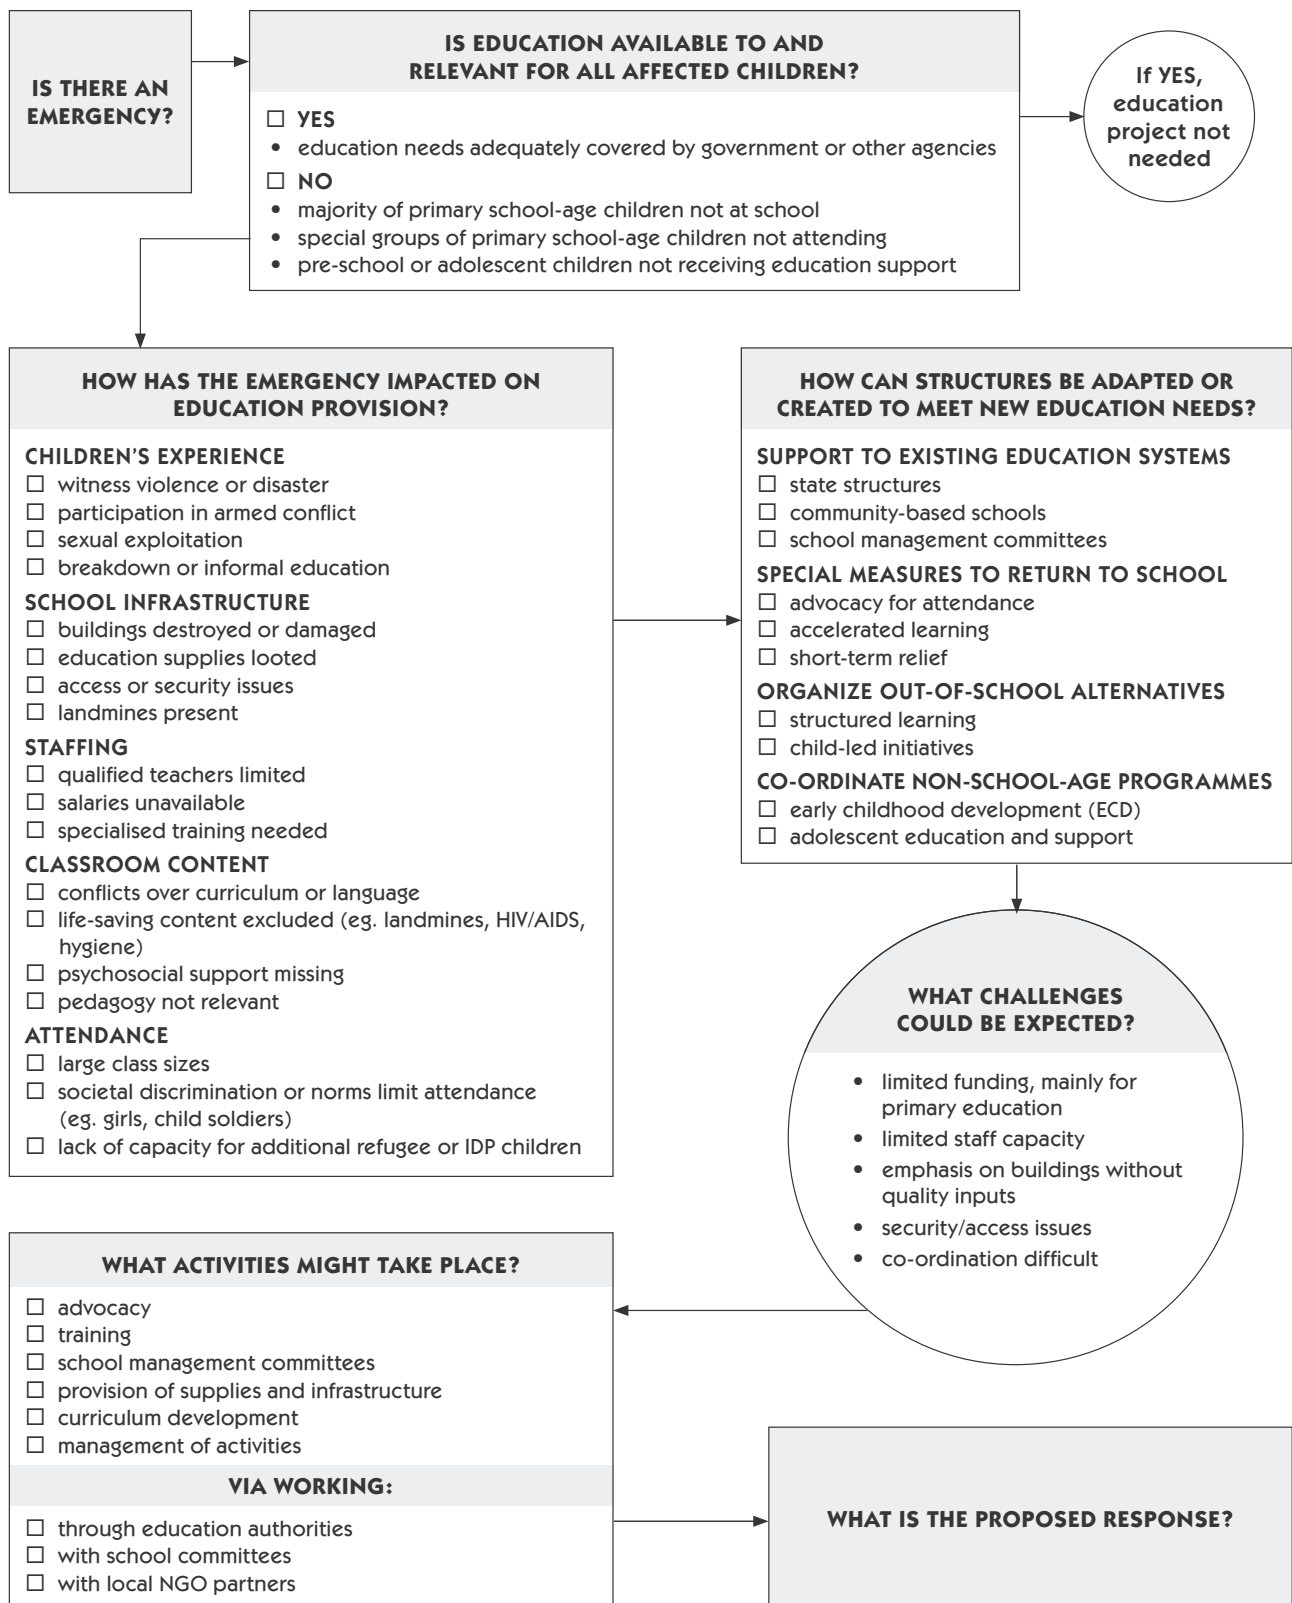 IS THERE AN
EMERGENCY?
IS EDUCATION AVAILABLE TO AND
RELEVANT FOR ALL AFFECTED CHILDREN?
☐ YES
• education needs adequately covered by government or other agencies
☐ NO
• majority of primary school-age children not at school
• special groups of primary school-age children not attending
• pre-school or adolescent children not receiving education support
If YES,
education
project not
needed
HOW HAS THE EMERGENCY IMPACTED ON
EDUCATION PROVISION?
CHILDREN'S EXPERIENCE
☐ witness violence or disaster
☐ participation in armed conflict
☐ sexual exploitation
☐ breakdown or informal education
SCHOOL INFRASTRUCTURE
☐ buildings destroyed or damaged
☐ education supplies looted
☐ access or security issues
☐ landmines present
STAFFING
☐ qualified teachers limited
☐ salaries unavailable
☐ specialised training needed
CLASSROOM CONTENT
☐ conflicts over curriculum or language
☐ life-saving content excluded (eg. landmines, HIV/AIDS,
hygiene)
☐ psychosocial support missing
☐ pedagogy not relevant
ATTENDANCE
☐ large class sizes
☐ societal discrimination or norms limit attendance
(eg. girls, child soldiers)
☐ lack of capacity for additional refugee or IDP children
HOW CAN STRUCTURES BE ADAPTED OR
CREATED TO MEET NEW EDUCATION NEEDS?
SUPPORT TO EXISTING EDUCATION SYSTEMS
☐ state structures
☐ community-based schools
☐ school management committees
SPECIAL MEASURES TO RETURN TO SCHOOL
☐ advocacy for attendance
☐ accelerated learning
☐ short-term relief
ORGANIZE OUT-OF-SCHOOL ALTERNATIVES
☐ structured learning
☐ child-led initiatives
CO-ORDINATE NON-SCHOOL-AGE PROGRAMMES
☐ early childhood development (ECD)
☐ adolescent education and support
WHAT CHALLENGES
COULD BE EXPECTED?
• limited funding, mainly for
primary education
• limited staff capacity
• emphasis on buildings without
quality inputs
• security/access issues
• co-ordination difficult
WHAT ACTIVITIES MIGHT TAKE PLACE?
☐ advocacy
☐ training
☐ school management committees
☐ provision of supplies and infrastructure
☐ curriculum development
☐ management of activities
VIA WORKING:
☐ through education authorities
☐ with school committees
☐ with local NGO partners
WHAT IS THE PROPOSED RESPONSE?